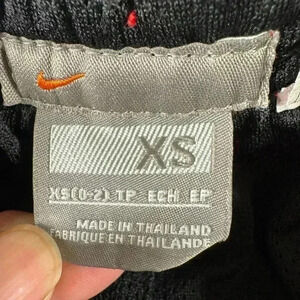 XS
XS(0-2) TP ECH EP
MADE IN THAILAND
FABRIQUE EN THAILANDE